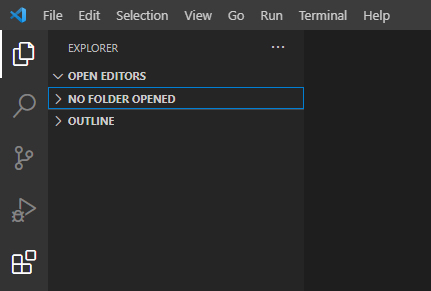 File Edit Selection View Go Run Terminal Help
EXPLORER
OPEN EDITORS
NO FOLDER OPENED
OUTLINE